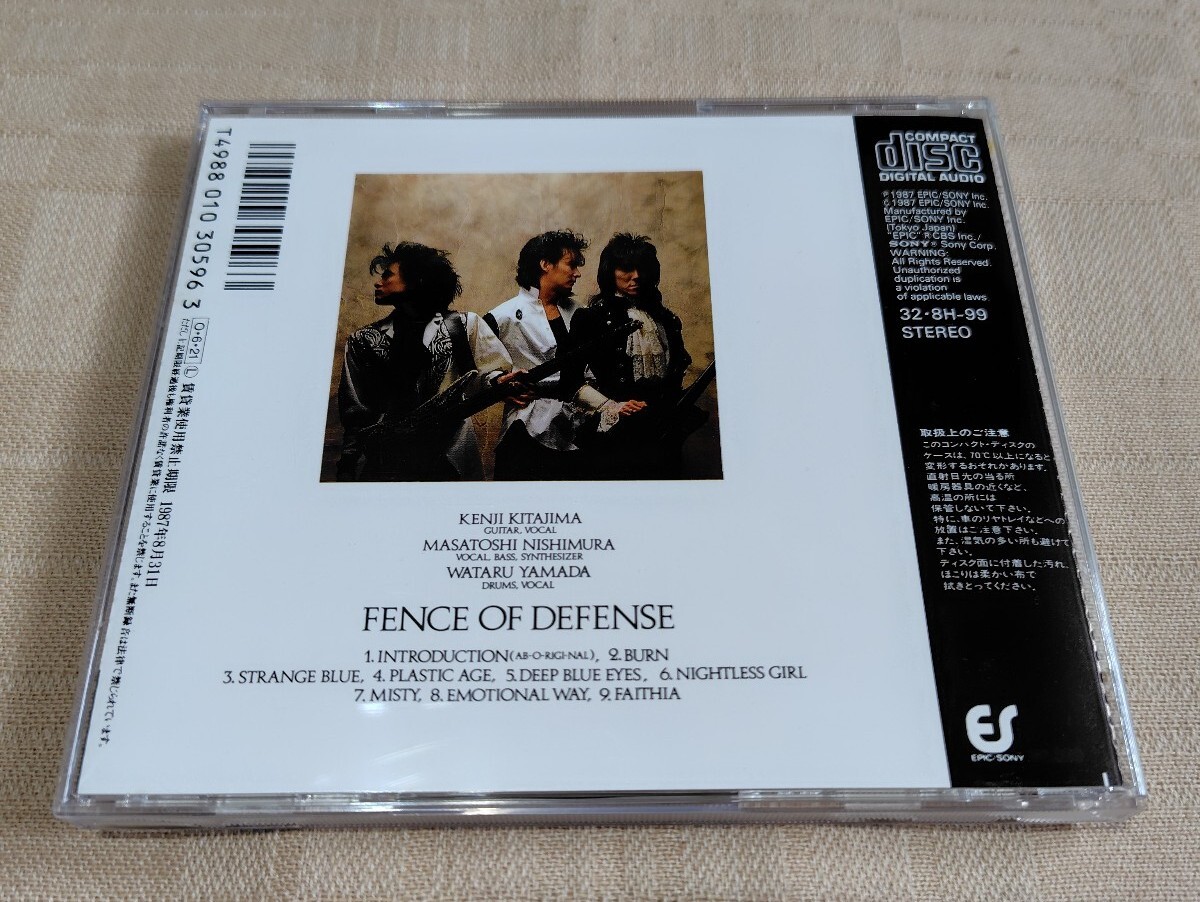 T4988 010 30596 3
O・6・21 Ⓛ 賃貸業使用禁止期限 1987年8月31日
KENJI KITAJIMA
GUITAR, VOCAL
MASATOSHI NISHIMURA
VOCAL, BASS, SYNTHESIZER
WATARU YAMADA
DRUMS, VOCAL
FENCE OF DEFENSE
1. INTRODUCTION (AB-O-RIGI-NAL), 2. BURN
3. STRANGE BLUE, 4. PLASTIC AGE, 5. DEEP BLUE EYES, 6. NIGHTLESS GIRL
7. MISTY, 8. EMOTIONAL WAY, 9. FAITHIA
COMPACT
disc
DIGITAL AUDIO
℗1987 EPIC/SONY Inc.
©1987 EPIC/SONY Inc.
Manufactured by
EPIC/SONY Inc.
(Tokyo Japan)
"EPIC" ® CBS Inc./
SONY® Sony Corp.
WARNING:
All Rights Reserved.
Unauthorized
duplication is
a violation
of applicable laws
32・8H-99
STEREO
取扱上のご注意
このコンパクト・ディスクの
ケースは、70℃以上になると
変形するおそれがあります。
直射日光の当る所
暖房器具の近くなど、
高温の所には
保管しないで下さい。
特に、車のリヤトレイなどへの
放置はご注意下さい。
また、湿気の多い所も避けて
下さい。
ディスク面に付着した汚れ、
ほこりは柔かい布で
拭きとってください。
ES
EPIC/SONY